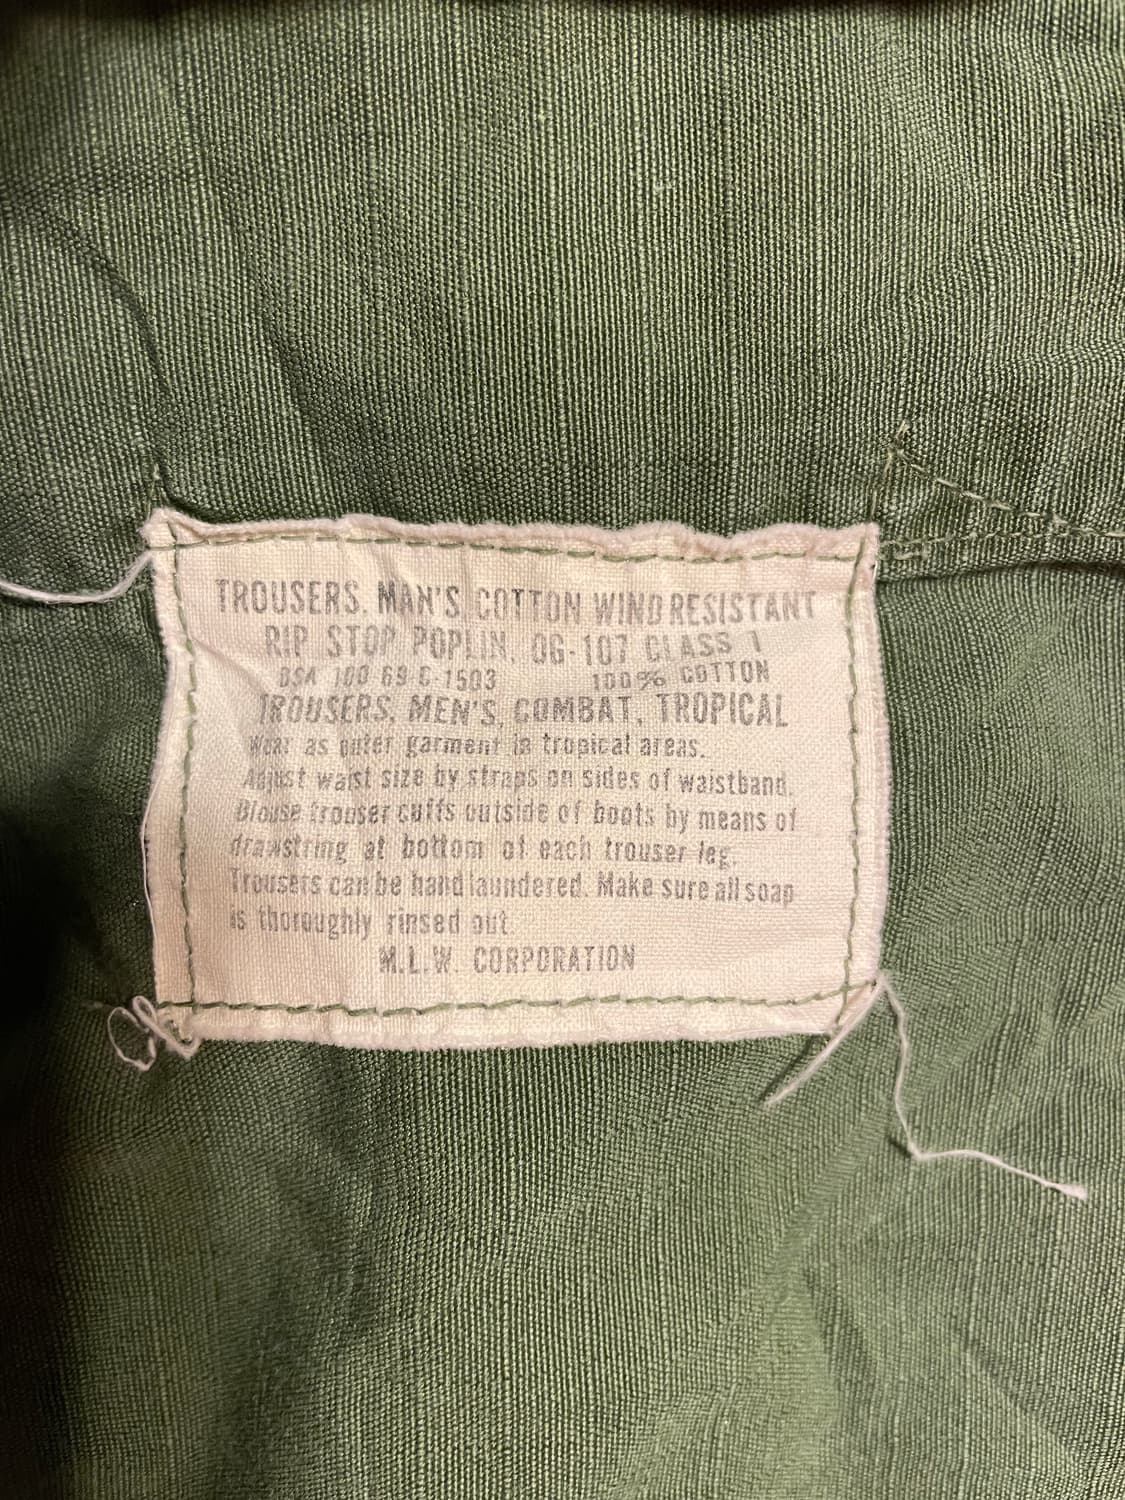 TROUSERS, MAN'S, COTTON WIND RESISTANT
RIP STOP POPLIN, OG-107 CLASS 1
DSA 100 69 C-1503 100% COTTON
TROUSERS, MEN'S, COMBAT, TROPICAL
Wear as outer garment in tropical areas.
Adjust waist size by straps on sides of waistband.
Blouse trouser cuffs outside of boots by means of
drawstring at bottom of each trouser leg.
Trousers can be hand laundered. Make sure all soap
is thoroughly rinsed out.
M.L.W. CORPORATION